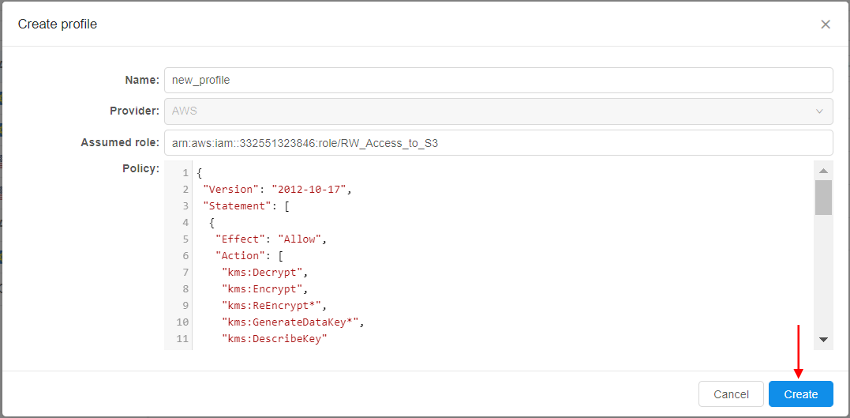 Create profile
Name: new_profile
Provider: AWS
Assumed role: arn:aws:iam::332551323846:role/RW_Access_to_S3
Policy:
1 {
2 "Version": "2012-10-17",
3 "Statement": [
4 {
5 "Effect": "Allow",
6 "Action": [
7 "kms:Decrypt",
8 "kms:Encrypt",
9 "kms:ReEncrypt*",
10 "kms:GenerateDataKey*",
11 "kms:DescribeKey"
Cancel Create